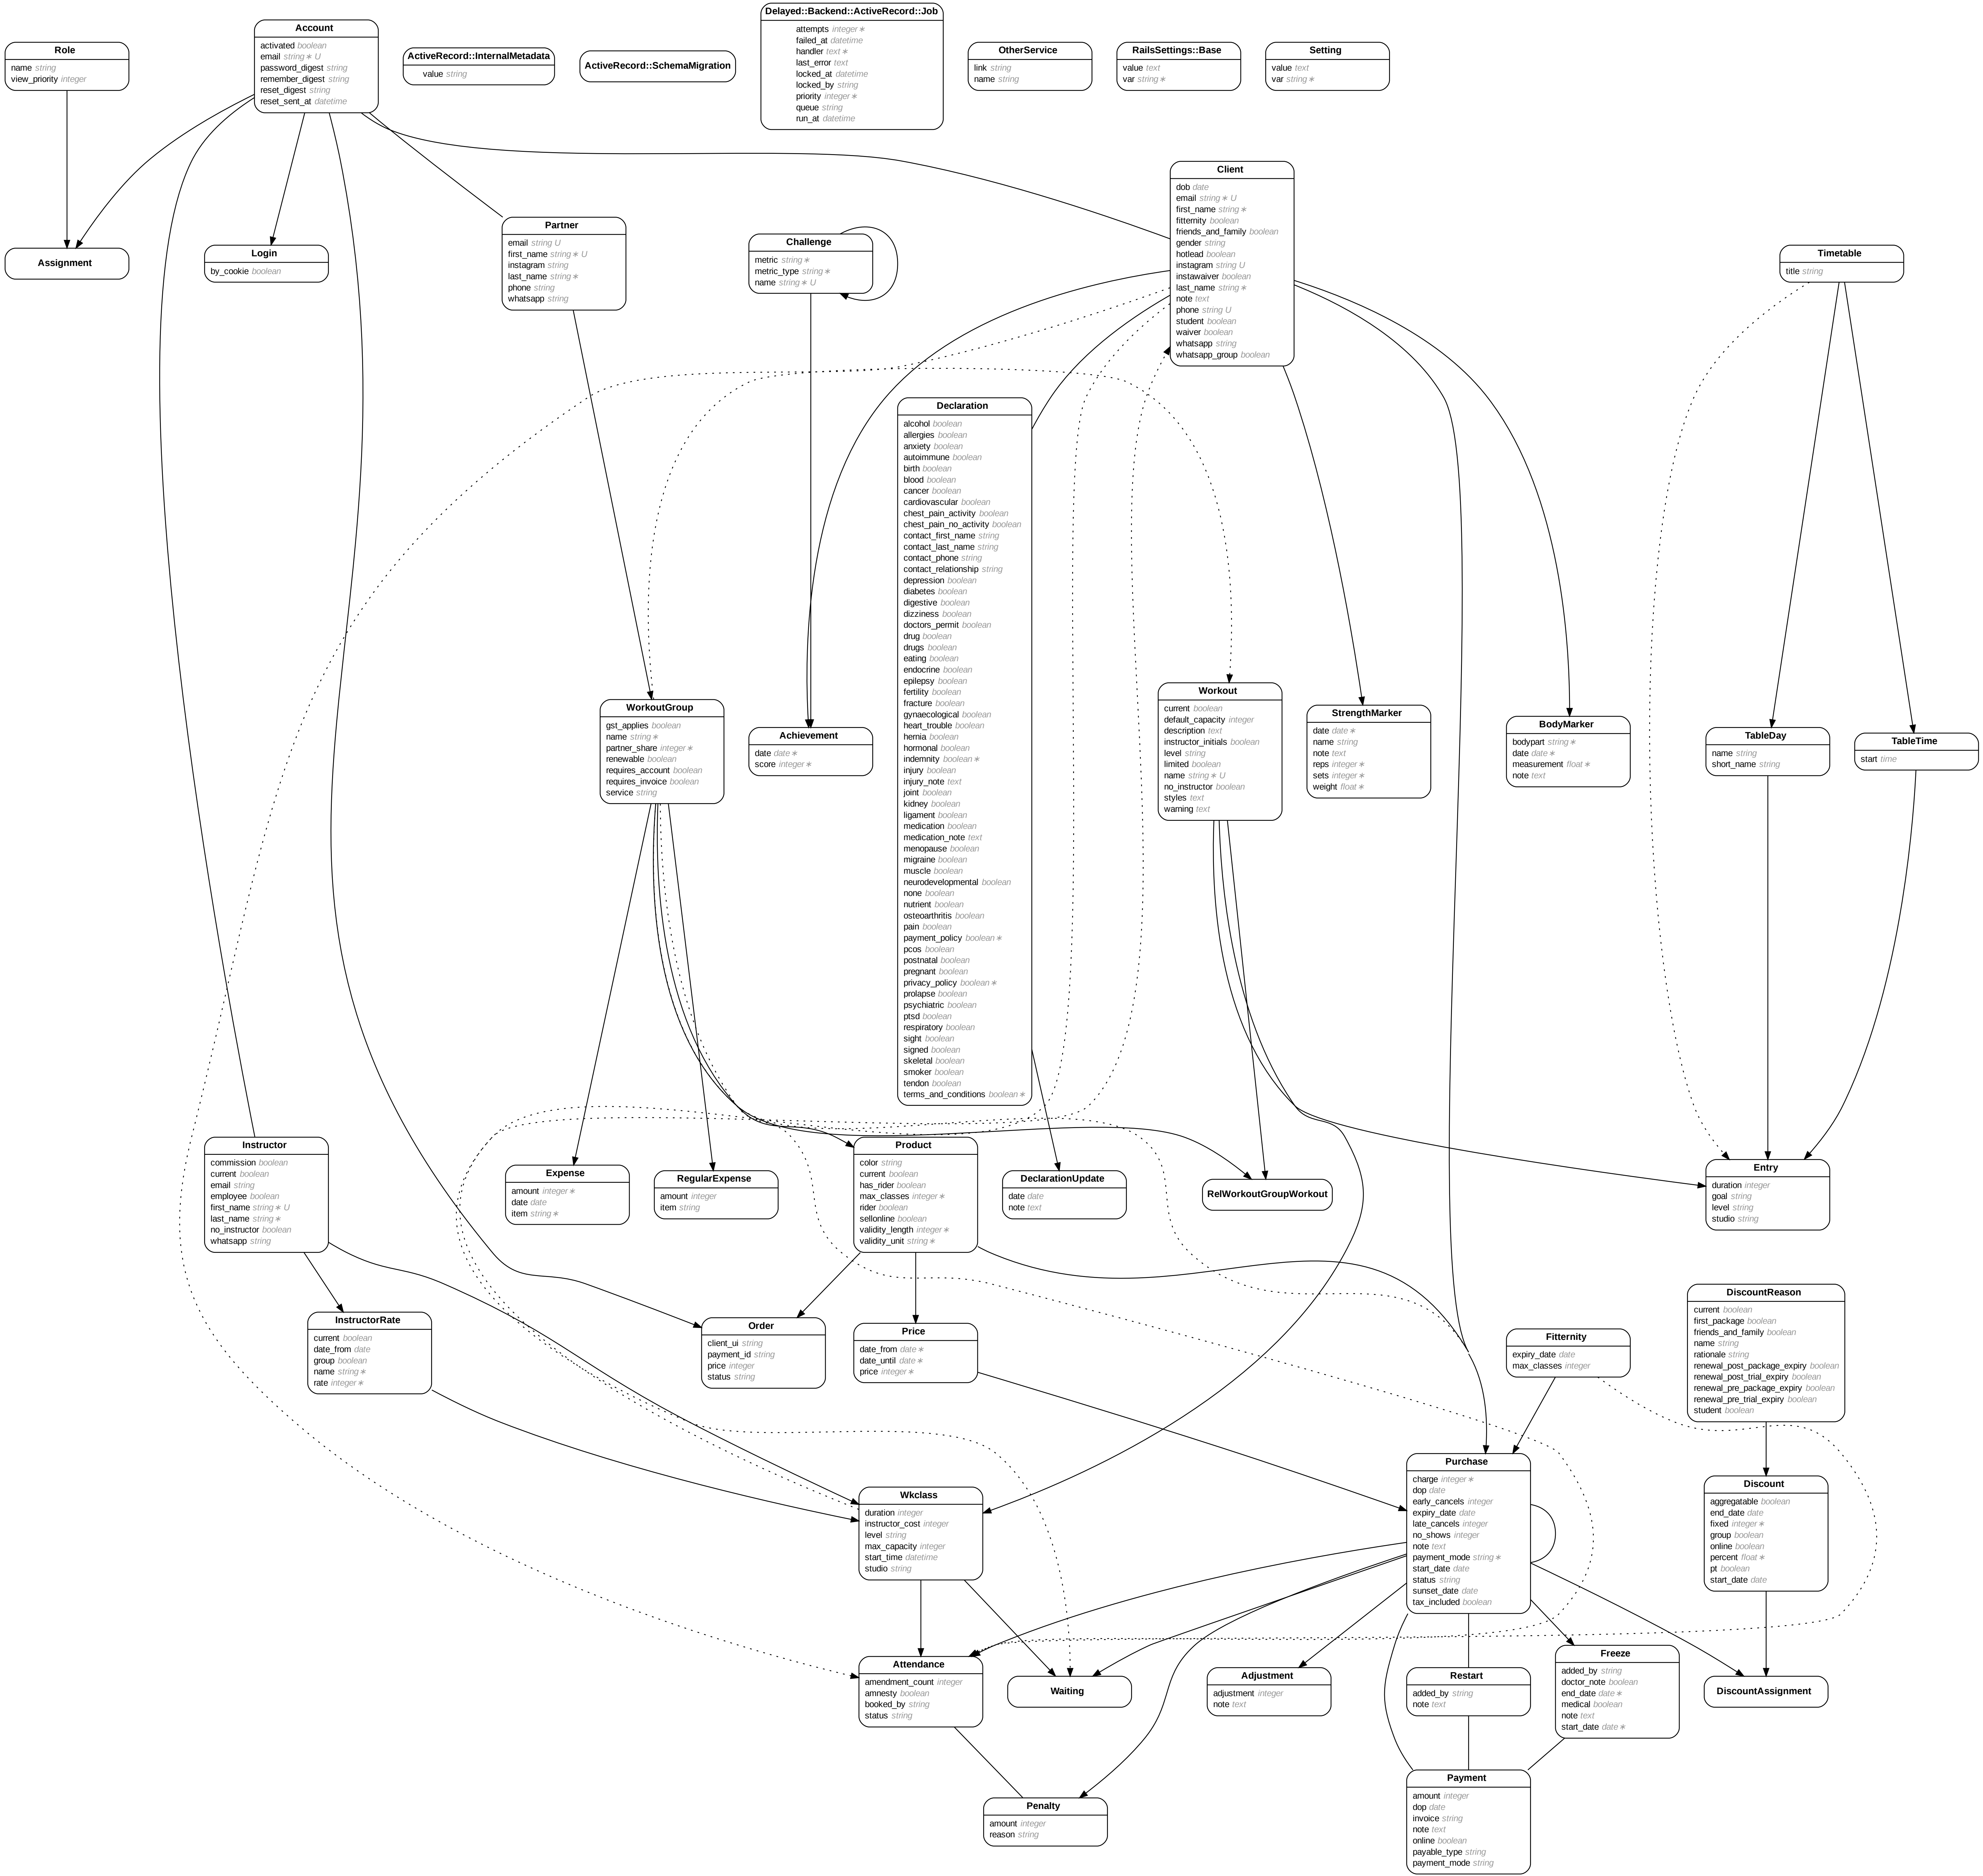 Role
name string
view_priority integer
Account
activated boolean
email string∗ U
password_digest string
remember_digest string
reset_digest string
reset_sent_at datetime
ActiveRecord::InternalMetadata
value string
ActiveRecord::SchemaMigration
Delayed::Backend::ActiveRecord::Job
attempts integer∗
failed_at datetime
handler text∗
last_error text
locked_at datetime
locked_by string
priority integer∗
queue string
run_at datetime
OtherService
link string
name string
RailsSettings::Base
value text
var string∗
Setting
value text
var string∗
Assignment
Login
by_cookie boolean
Partner
email string U
first_name string∗ U
instagram string
last_name string∗
phone string
whatsapp string
Challenge
metric string∗
metric_type string∗
name string∗ U
Client
dob date
email string∗ U
first_name string∗
fitternity boolean
friends_and_family boolean
gender string
hotlead boolean
instagram string U
instawaiver boolean
last_name string∗
note text
phone string U
student boolean
waiver boolean
whatsapp string
whatsapp_group boolean
Timetable
title string
Declaration
alcohol boolean
allergies boolean
anxiety boolean
autoimmune boolean
birth boolean
blood boolean
cancer boolean
cardiovascular boolean
chest_pain_activity boolean
chest_pain_no_activity boolean
contact_first_name string
contact_last_name string
contact_phone string
contact_relationship string
depression boolean
diabetes boolean
digestive boolean
dizziness boolean
doctors_permit boolean
drug boolean
drugs boolean
eating boolean
endocrine boolean
epilepsy boolean
fertility boolean
fracture boolean
gynaecological boolean
heart_trouble boolean
hernia boolean
hormonal boolean
indemnity boolean∗
injury boolean
injury_note text
joint boolean
kidney boolean
ligament boolean
medication boolean
medication_note text
menopause boolean
migraine boolean
muscle boolean
neurodevelopmental boolean
none boolean
nutrient boolean
osteoarthritis boolean
pain boolean
payment_policy boolean∗
pcos boolean
postnatal boolean
pregnant boolean
privacy_policy boolean∗
prolapse boolean
psychiatric boolean
ptsd boolean
respiratory boolean
sight boolean
signed boolean
skeletal boolean
smoker boolean
tendon boolean
terms_and_conditions boolean∗
WorkoutGroup
gst_applies boolean
name string∗
partner_share integer∗
renewable boolean
requires_account boolean
requires_invoice boolean
service string
Achievement
date date∗
score integer∗
Workout
current boolean
default_capacity integer
description text
instructor_initials boolean
level string
limited boolean
name string∗ U
no_instructor boolean
styles text
warning text
StrengthMarker
date date∗
name string
note text
reps integer∗
sets integer∗
weight float∗
BodyMarker
bodypart string∗
date date∗
measurement float∗
note text
TableDay
name string
short_name string
TableTime
start time
Instructor
commission boolean
current boolean
email string
employee boolean
first_name string∗ U
last_name string∗
no_instructor boolean
whatsapp string
Expense
amount integer∗
date date
item string∗
RegularExpense
amount integer
item string
Product
color string
current boolean
has_rider boolean
max_classes integer∗
rider boolean
sellonline boolean
validity_length integer∗
validity_unit string∗
DeclarationUpdate
date date
note text
RelWorkoutGroupWorkout
Entry
duration integer
goal string
level string
studio string
InstructorRate
current boolean
date_from date
group boolean
name string∗
rate integer∗
Order
client_ui string
payment_id string
price integer
status string
Price
date_from date∗
date_until date∗
price integer∗
Fitternity
expiry_date date
max_classes integer
DiscountReason
current boolean
first_package boolean
friends_and_family boolean
name string
rationale string
renewal_post_package_expiry boolean
renewal_post_trial_expiry boolean
renewal_pre_package_expiry boolean
renewal_pre_trial_expiry boolean
student boolean
Wkclass
duration integer
instructor_cost integer
level string
max_capacity integer
start_time datetime
studio string
Purchase
charge integer∗
dop date
early_cancels integer
expiry_date date
late_cancels integer
no_shows integer
note text
payment_mode string∗
start_date date
status string
sunset_date date
tax_included boolean
Discount
aggregatable boolean
end_date date
fixed integer∗
group boolean
online boolean
percent float∗
pt boolean
start_date date
Attendance
amendment_count integer
amnesty boolean
booked_by string
status string
Waiting
Adjustment
adjustment integer
note text
Restart
added_by string
note text
Freeze
added_by string
doctor_note boolean
end_date date∗
medical boolean
note text
start_date date∗
DiscountAssignment
Penalty
amount integer
reason string
Payment
amount integer
dop date
invoice string
note text
online boolean
payable_type string
payment_mode string